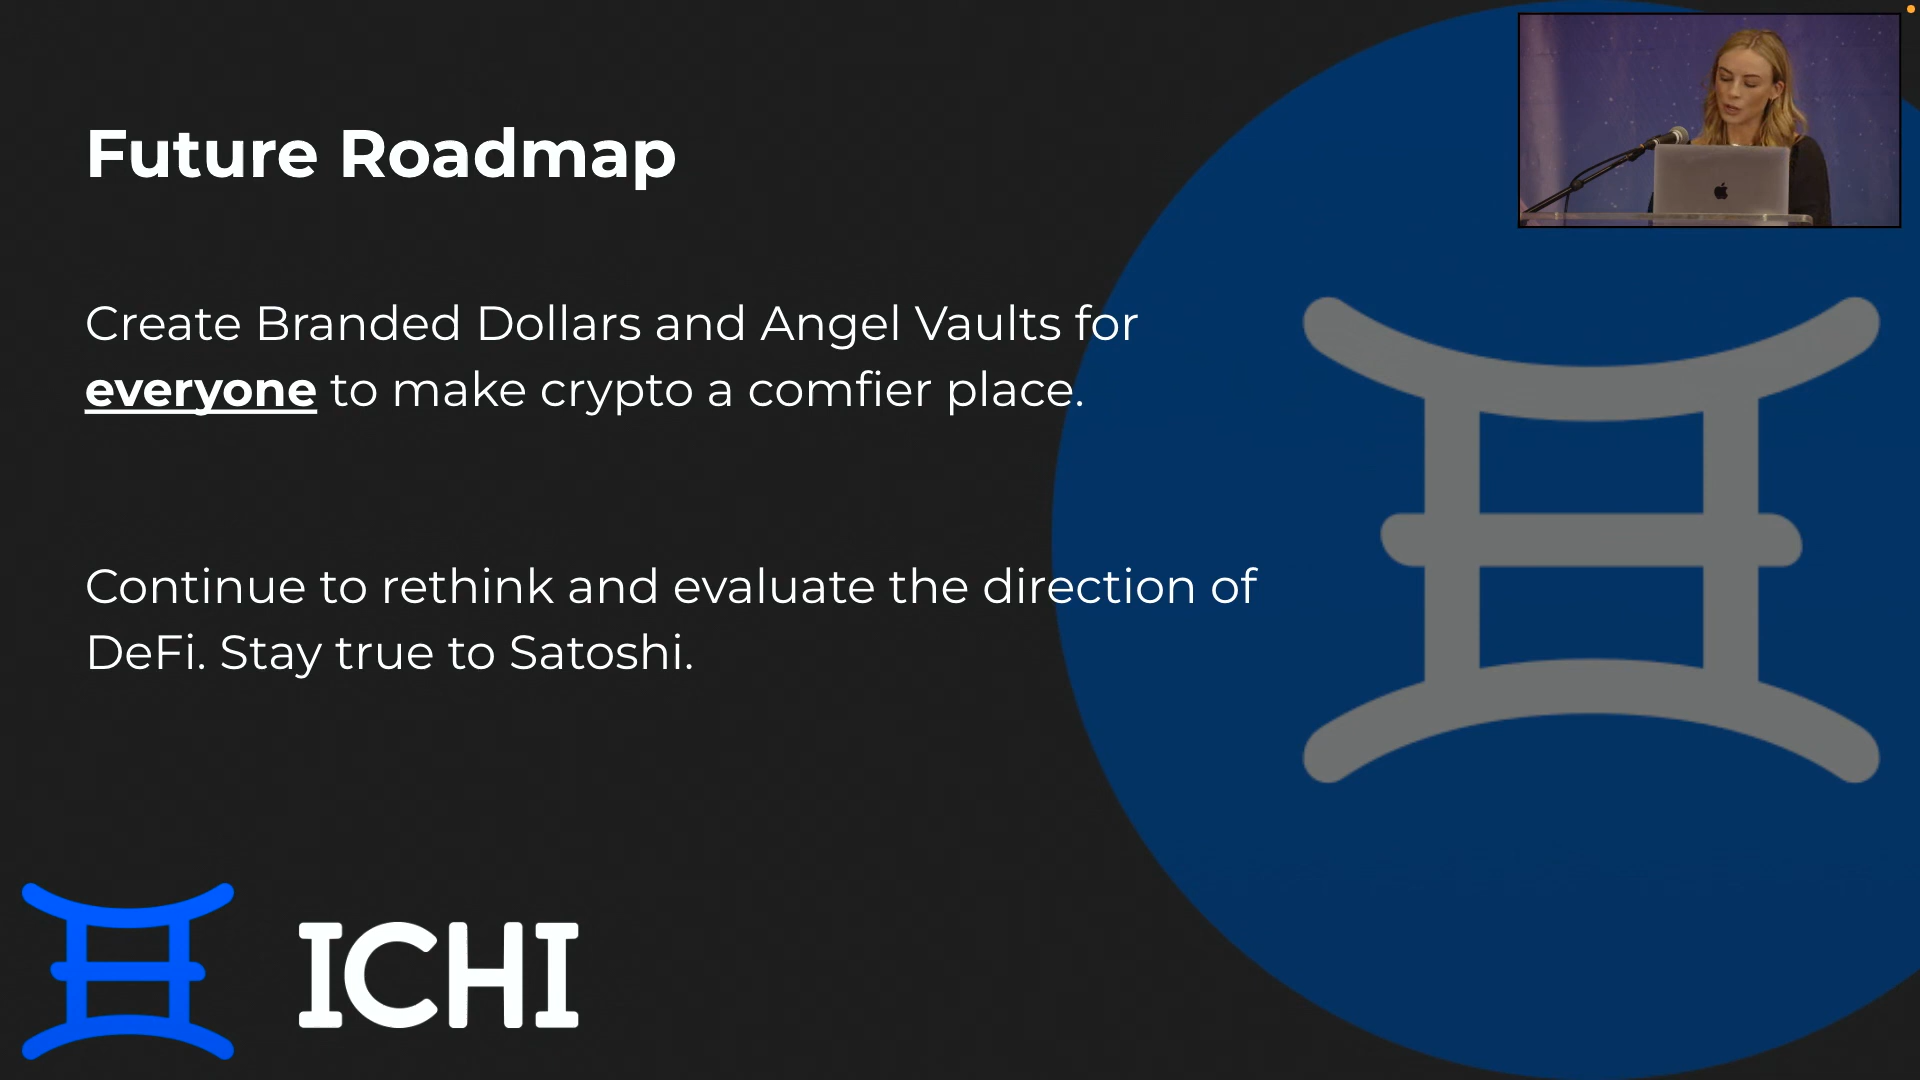 Future Roadmap
Create Branded Dollars and Angel Vaults for
everyone to make crypto a comfier place.
Continue to rethink and evaluate the direction of
DeFi. Stay true to Satoshi.
ICHI